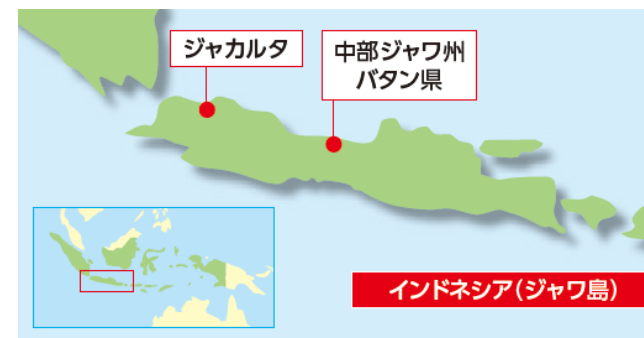 ジャカルタ
中部ジャワ州
バタン県
インドネシア(ジャワ島)